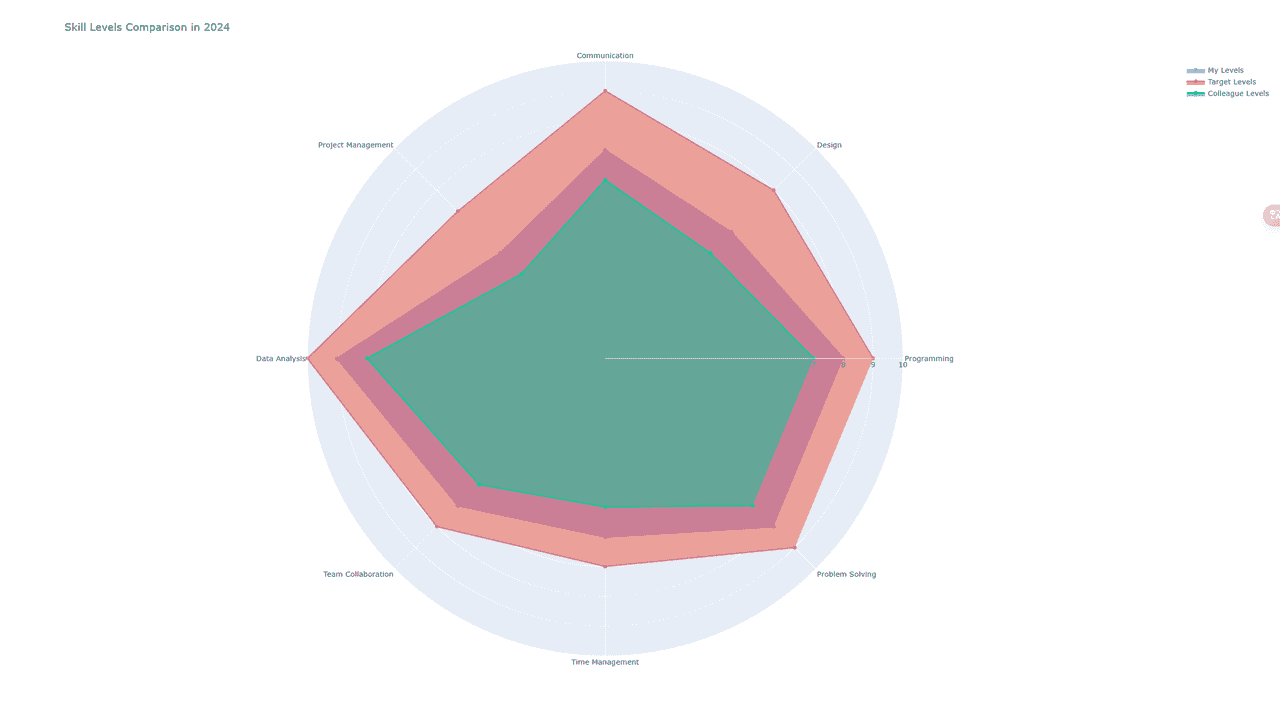 Skill Levels Comparison in 2024
Communication
My Levels
Target Levels
Colleague Levels
Project Management
Design
Data Analysis
Programming
8
9
10
Team Collaboration
Problem Solving
Time Management